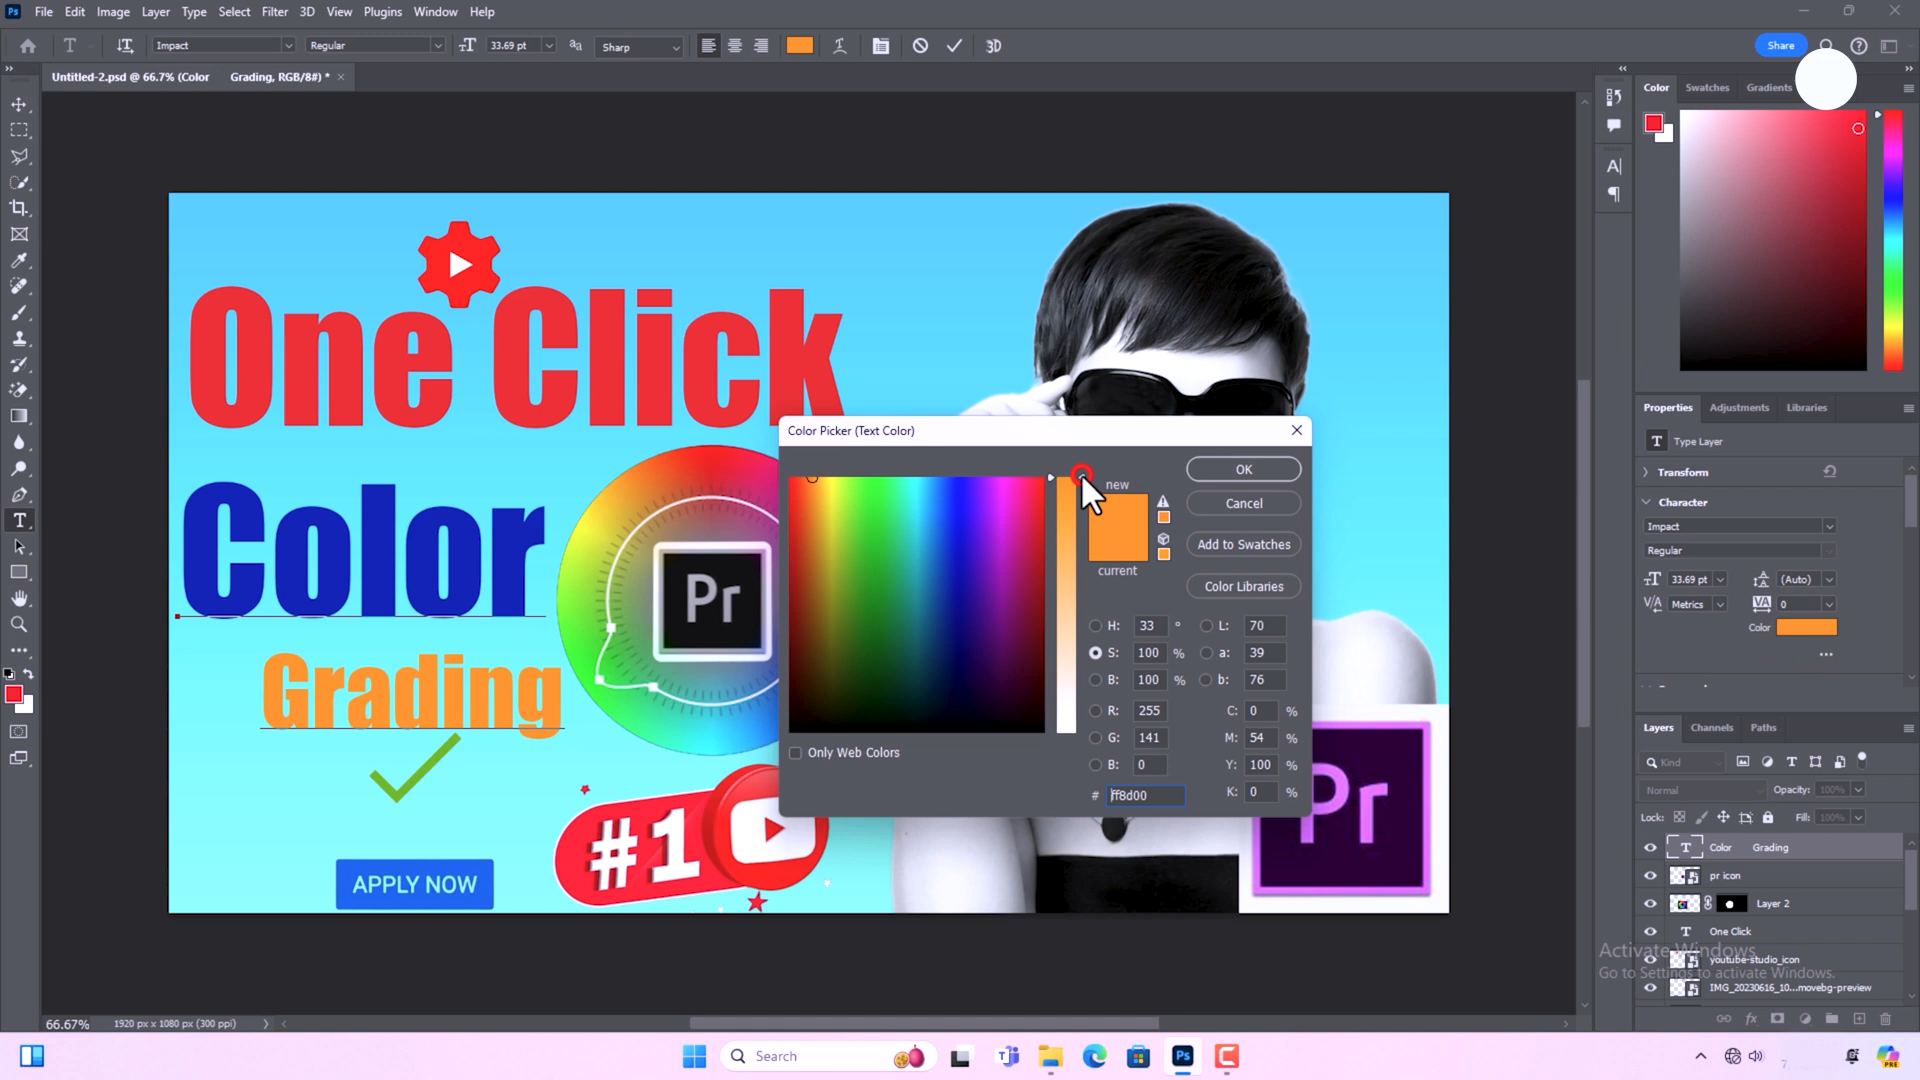 Ps File Edit Image Layer Type Select Filter 3D View Plugins Window Help
T Impact Regular 33.69 pt aa Sharp 3D Share
Untitled-2.psd @ 66.7% (Color Grading, RGB/8#) * ×
Color Swatches Gradients
One Click
Color
Grading
Pr
#1
APPLY NOW
Pr
Color Picker (Text Color)
new
current
OK
Cancel
Add to Swatches
Color Libraries
H: 33 ° L: 70
S: 100 % a: 39
B: 100 % b: 76
R: 255 C: 0 %
G: 141 M: 54 %
B: 0 Y: 100 %
# ff8d00 K: 0 %
Only Web Colors
Properties Adjustments Libraries
T Type Layer
Transform
Character
Impact
Regular
33.69 pt (Auto)
Metrics 0
Color
Layers Channels Paths
Kind
Normal Opacity: 100%
Lock: Fill: 100%
T Color Grading
pr icon
Layer 2
T One Click
youtube-studio_icon
IMG_20230616_10...movebg-preview
Activate Windows
Go to Settings to activate Windows.
66.67% 1920 px x 1080 px (300 ppi)
Search
Ps
PRE